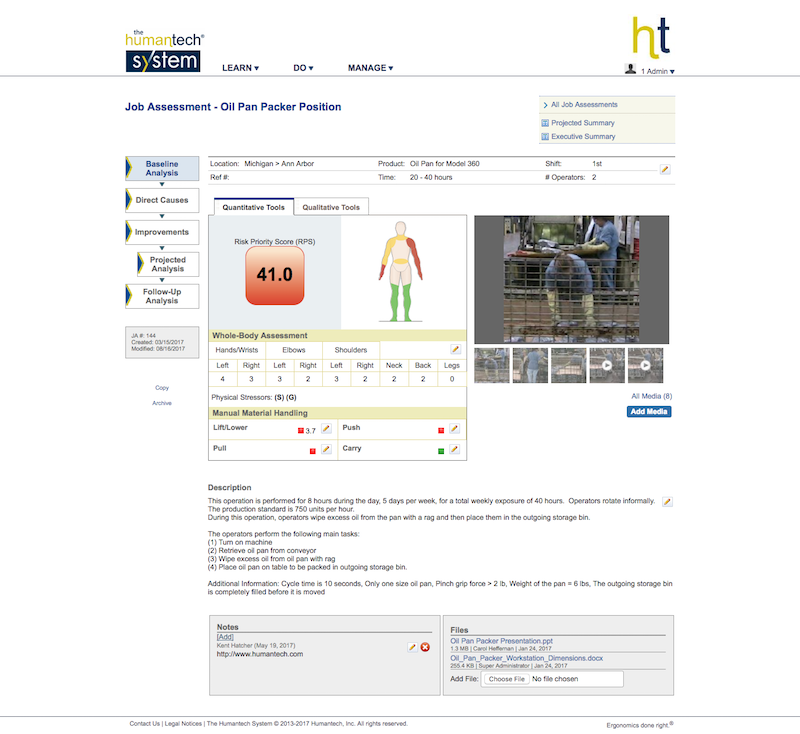 the
humantech®
system
LEARN ▾ DO ▾ MANAGE ▾
ht
1 Admin ▾
Job Assessment - Oil Pan Packer Position
All Job Assessments
Projected Summary
Executive Summary
Baseline
Analysis
Direct Causes
Improvements
Projected
Analysis
Follow-Up
Analysis
JA #: 144
Created: 03/15/2017
Modified: 08/16/2017
Copy
Archive
Location: Michigan > Ann Arbor Product: Oil Pan for Model 360 Shift: 1st
Ref #: Time: 20 - 40 hours # Operators: 2
Quantitative Tools Qualitative Tools
Risk Priority Score (RPS)
41.0
Whole-Body Assessment
Hands/Wrists Elbows Shoulders
Left Right Left Right Left Right Neck Back Legs
4 3 3 2 3 2 2 2 0
Physical Stressors: (S) (G)
Manual Material Handling
Lift/Lower 3.7 Push
Pull Carry
All Media (8)
Add Media
Description
This operation is performed for 8 hours during the day, 5 days per week, for a total weekly exposure of 40 hours. Operators rotate informally.
The production standard is 750 units per hour.
During this operation, operators wipe excess oil from the pan with a rag and then place them in the outgoing storage bin.
The operators perform the following main tasks:
(1) Turn on machine
(2) Retrieve oil pan from conveyor
(3) Wipe excess oil from oil pan with rag
(4) Place oil pan on table to be packed in outgoing storage bin.
Additional Information: Cycle time is 10 seconds, Only one size oil pan, Pinch grip force > 2 lb, Weight of the pan = 6 lbs, The outgoing storage bin
is completely filled before it is moved
Notes
[Add]
Kent Hatcher (May 19, 2017)
http://www.humantech.com
Files
Oil Pan Packer Presentation.ppt
1.3 MB | Carol Heffernan | Jan 24, 2017
Oil_Pan_Packer_Workstation_Dimensions.docx
255.4 KB | Super Administrator | Jan 24, 2017
Add File: Choose File No file chosen
Contact Us | Legal Notices | The Humantech System © 2013-2017 Humantech, Inc. All rights reserved.
Ergonomics done right.®